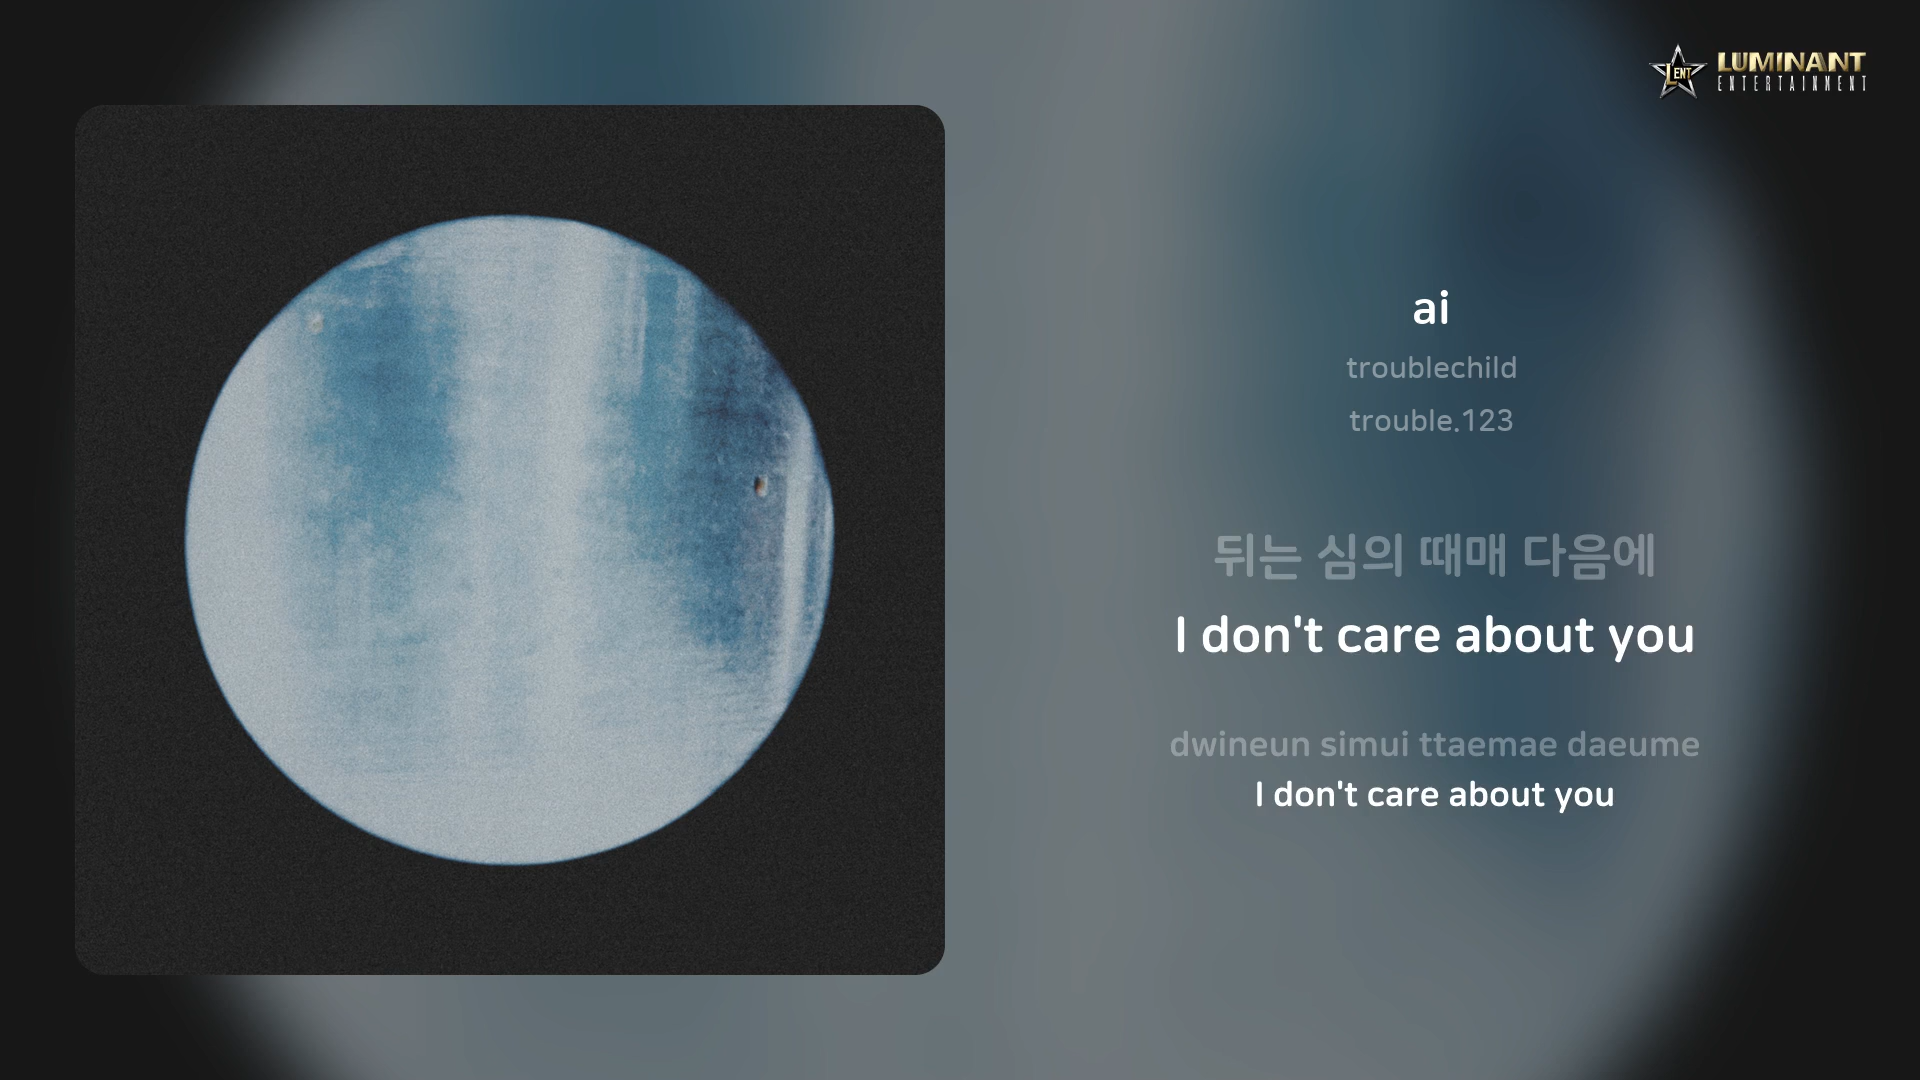 LENT
LUMINANT
ENTERTAINMENT
ai
troublechild
trouble.123
뒤는 심의 때매 다음에
I don't care about you
dwineun simui ttaemae daeume
I don't care about you